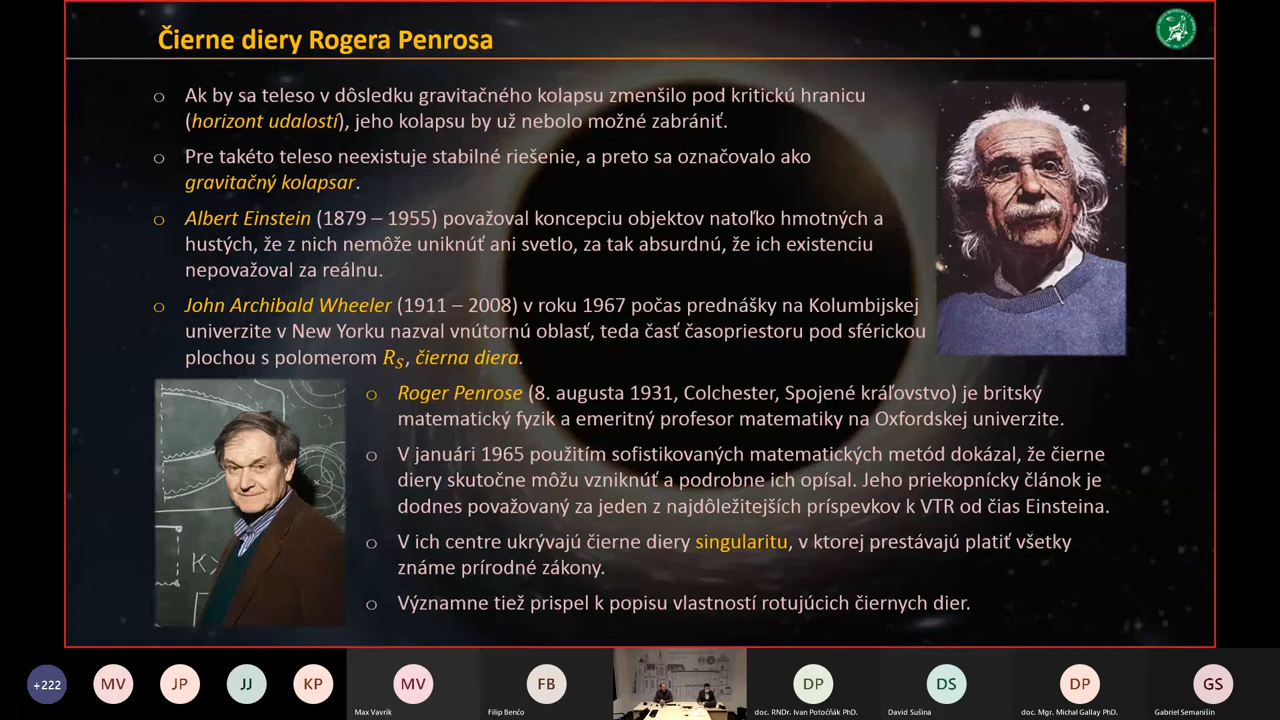 Čierne diery Rogera Penrosa
o Ak by sa teleso v dôsledku gravitačného kolapsu zmenšilo pod kritickú hranicu
(horizont udalostí), jeho kolapsu by už nebolo možné zabrániť.
o Pre takéto teleso neexistuje stabilné riešenie, a preto sa označovalo ako
gravitačný kolapsar.
o Albert Einstein (1879 – 1955) považoval koncepciu objektov natoľko hmotných a
hustých, že z nich nemôže uniknúť ani svetlo, za tak absurdnú, že ich existenciu
nepovažoval za reálnu.
o John Archibald Wheeler (1911 – 2008) v roku 1967 počas prednášky na Kolumbijskej
univerzite v New Yorku nazval vnútornú oblasť, teda časť časopriestoru pod sférickou
plochou s polomerom R_S, čierna diera.
o Roger Penrose (8. augusta 1931, Colchester, Spojené kráľovstvo) je britský
matematický fyzik a emeritný profesor matematiky na Oxfordskej univerzite.
o V januári 1965 použitím sofistikovaných matematických metód dokázal, že čierne
diery skutočne môžu vzniknúť a podrobne ich opísal. Jeho priekopnícky článok je
dodnes považovaný za jeden z najdôležitejších príspevkov k VTR od čias Einsteina.
o V ich centre ukrývajú čierne diery singularitu, v ktorej prestávajú platiť všetky
známe prírodné zákony.
o Významne tiež prispel k popisu vlastností rotujúcich čiernych dier.
+222 MV JP JJ KP MV FB DP DS DP GS
Max Vavrík Filip Benčo doc. RNDr. Ivan Potočňák PhD. David Sušina doc. Mgr. Michal Gallay PhD. Gabriel Semanišin